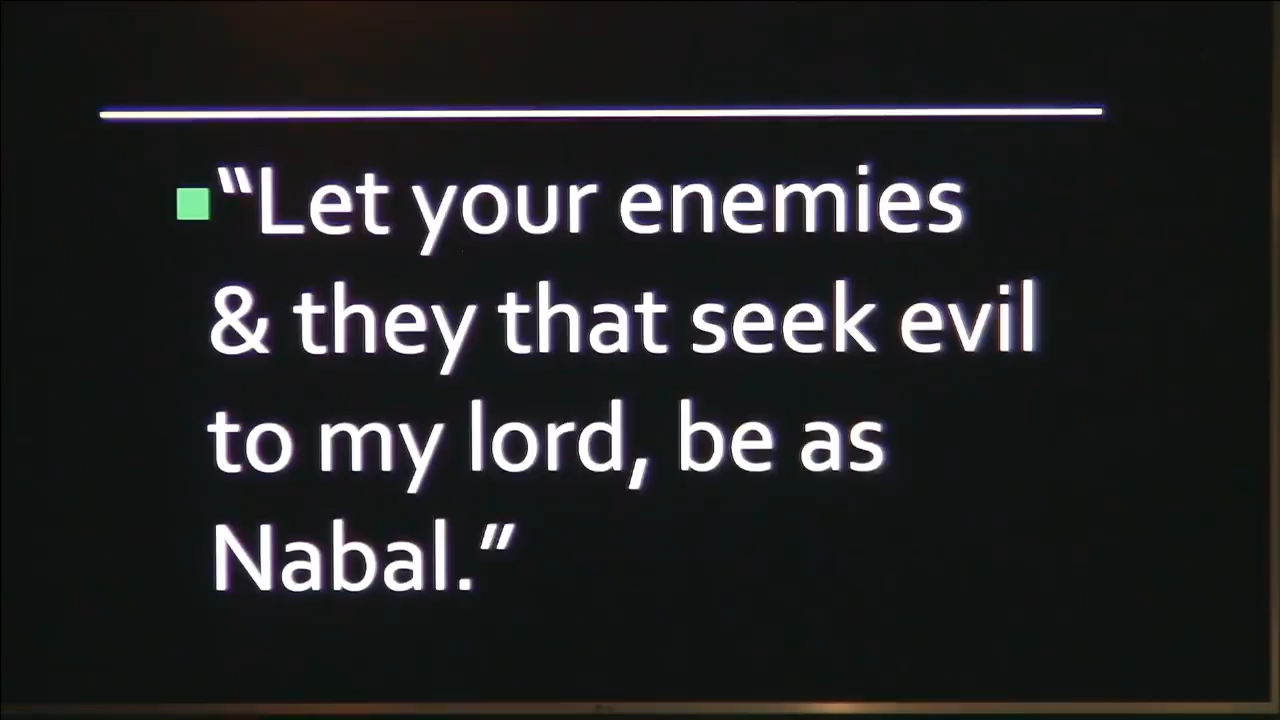 “Let your enemies
& they that seek evil
to my lord, be as
Nabal.”